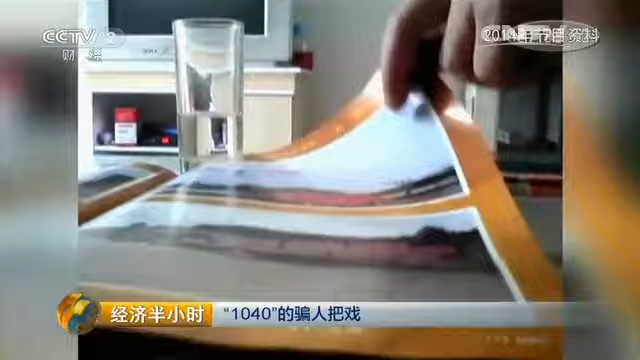 CCTV 2
财 经
2014年节目资料
经济半小时
“1040”的骗人把戏